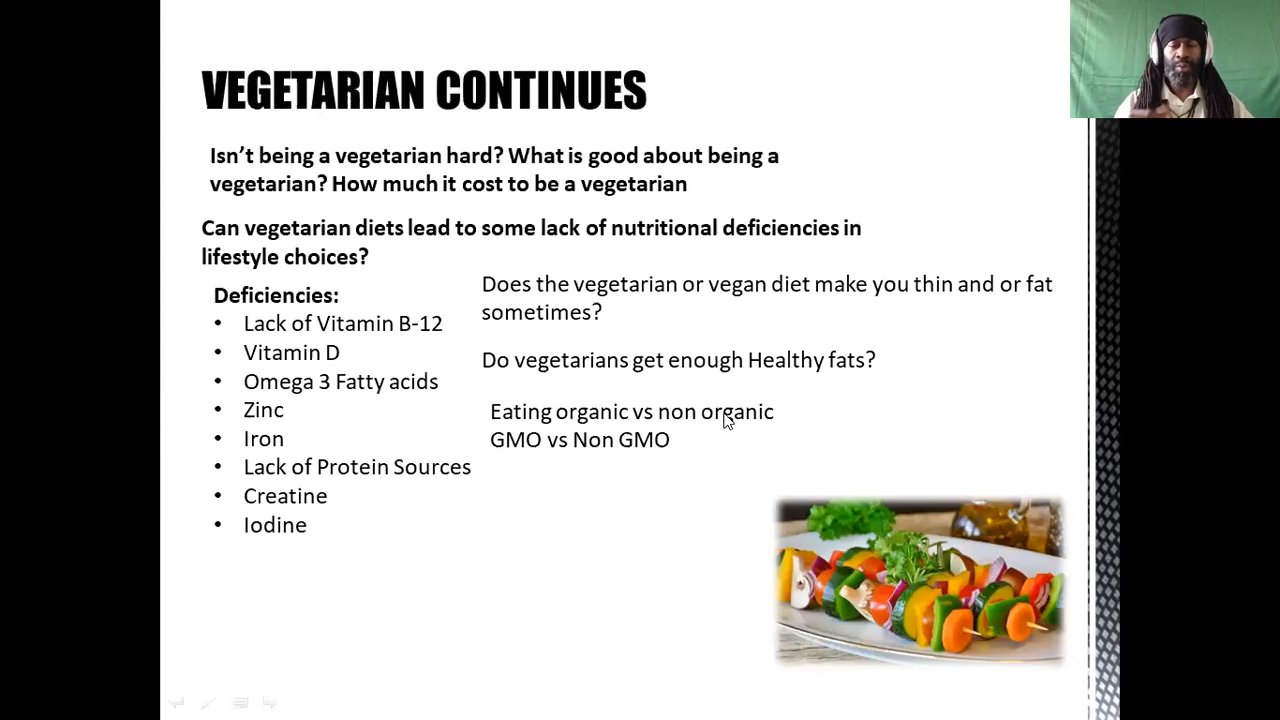 VEGETARIAN CONTINUES
Isn’t being a vegetarian hard? What is good about being a
vegetarian? How much it cost to be a vegetarian
Can vegetarian diets lead to some lack of nutritional deficiencies in
lifestyle choices?
Deficiencies:
• Lack of Vitamin B-12
• Vitamin D
• Omega 3 Fatty acids
• Zinc
• Iron
• Lack of Protein Sources
• Creatine
• Iodine
Does the vegetarian or vegan diet make you thin and or fat
sometimes?
Do vegetarians get enough Healthy fats?
Eating organic vs non organic
GMO vs Non GMO